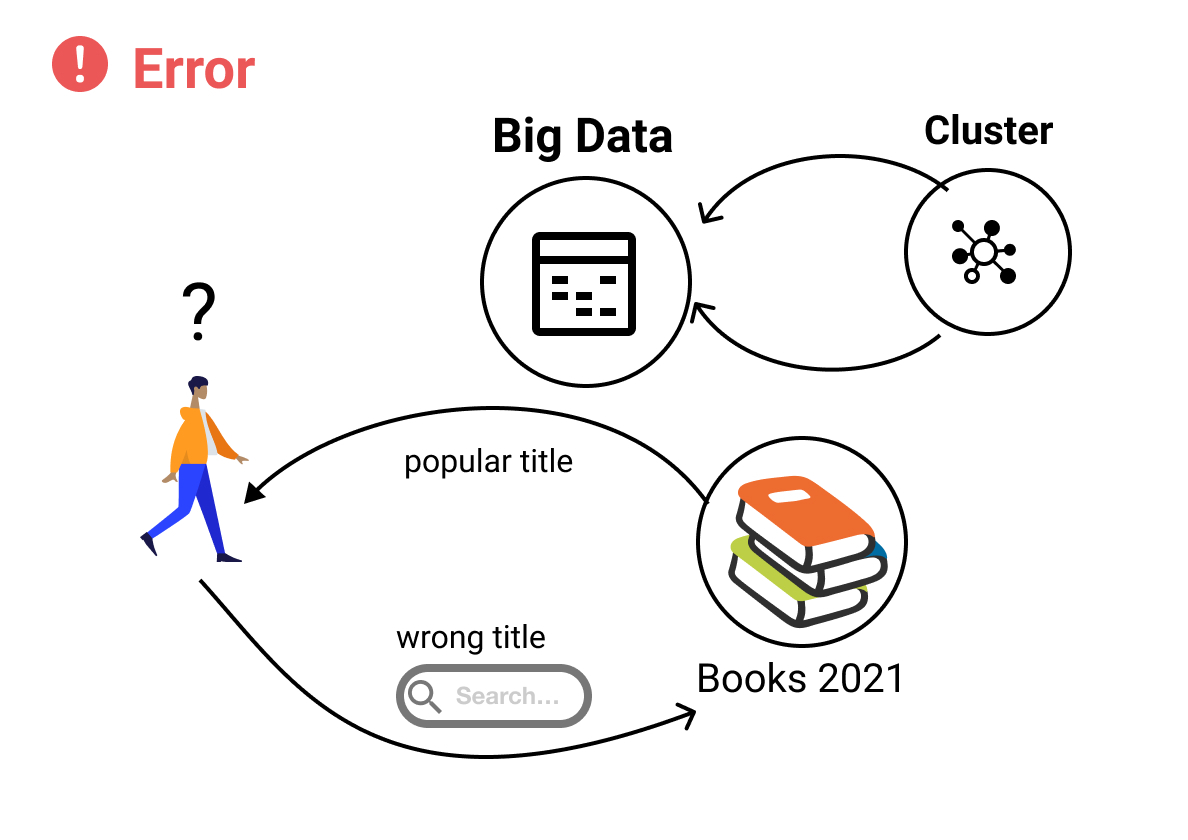 Error
Big Data
Cluster
?
popular title
wrong title
Search...
Books 2021